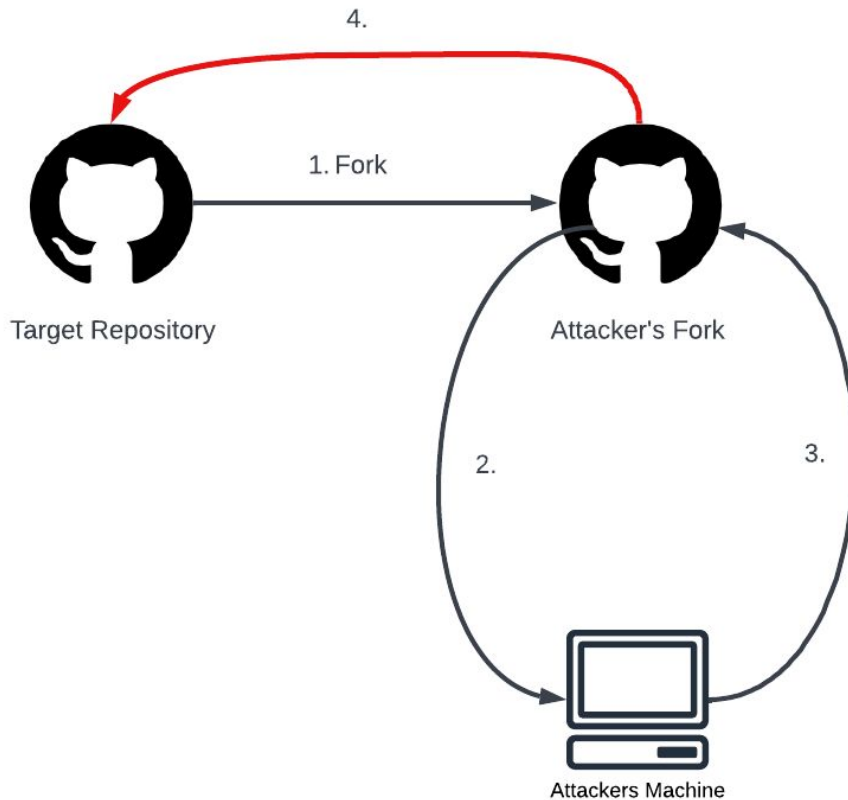 4.
1. Fork
Target Repository
Attacker's Fork
2.
3.
Attackers Machine